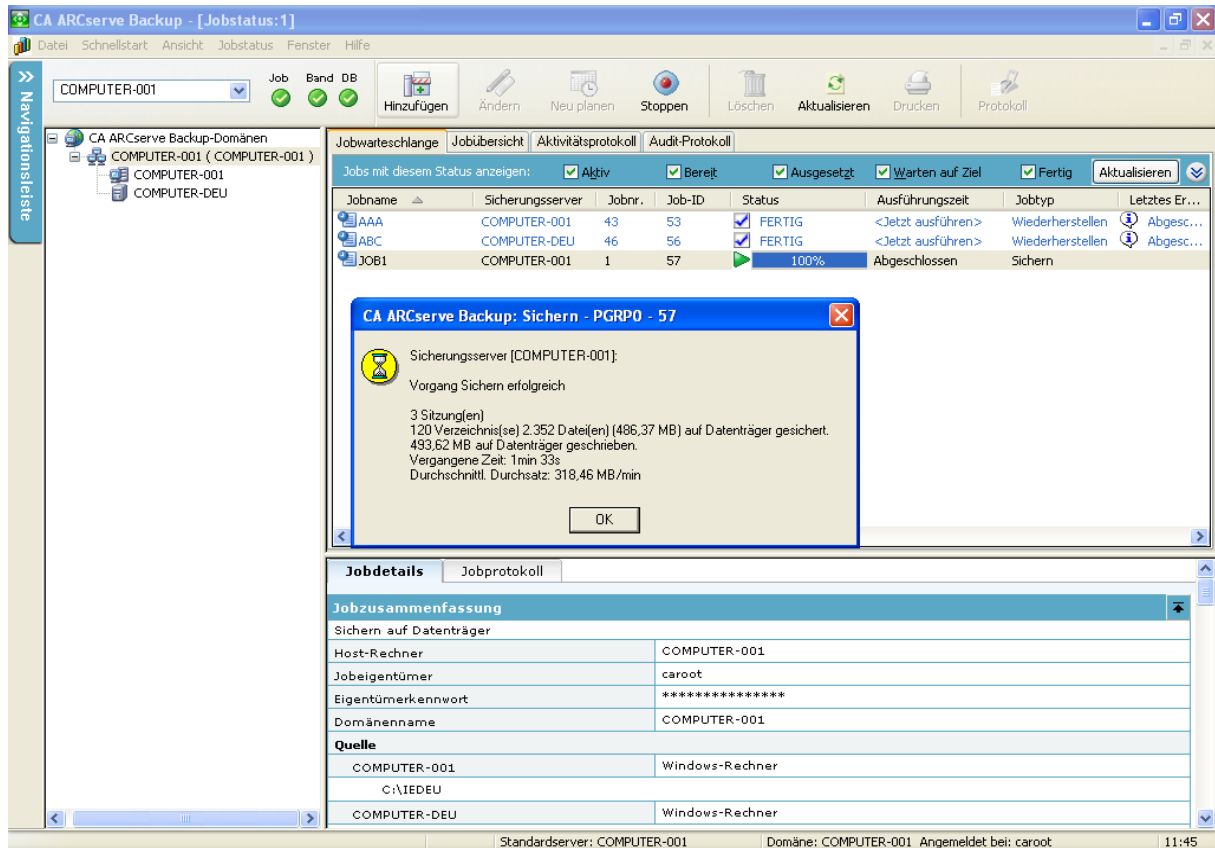 CA ARCserve Backup - [Jobstatus:1]
Datei Schnellstart Ansicht Jobstatus Fenster Hilfe
Navigationsleiste
COMPUTER-001
Job Band DB
Hinzufügen Ändern Neu planen Stoppen Löschen Aktualisieren Drucken Protokoll
CA ARCserve Backup-Domänen
COMPUTER-001 ( COMPUTER-001 )
COMPUTER-001
COMPUTER-DEU
Jobwarteschlange Jobübersicht Aktivitätsprotokoll Audit-Protokoll
Jobs mit diesem Status anzeigen: Aktiv Bereit Ausgesetzt Warten auf Ziel Fertig Aktualisieren
Jobname Sicherungsserver Jobnr. Job-ID Status Ausführungszeit Jobtyp Letztes Er...
AAA COMPUTER-001 43 53 FERTIG <Jetzt ausführen> Wiederherstellen Abgesc...
ABC COMPUTER-DEU 46 56 FERTIG <Jetzt ausführen> Wiederherstellen Abgesc...
JOB1 COMPUTER-001 1 57 100% Abgeschlossen Sichern
CA ARCserve Backup: Sichern - PGRP0 - 57
Sicherungsserver [COMPUTER-001]:
Vorgang Sichern erfolgreich
3 Sitzung(en)
120 Verzeichnis(se) 2.352 Datei(en) (486,37 MB) auf Datenträger gesichert.
493,62 MB auf Datenträger geschrieben.
Vergangene Zeit: 1min 33s
Durchschnittl. Durchsatz: 318,46 MB/min
OK
Jobdetails Jobprotokoll
Jobzusammenfassung
Sichern auf Datenträger
Host-Rechner COMPUTER-001
Jobeigentümer caroot
Eigentümerkennwort ***************
Domänenname COMPUTER-001
Quelle
COMPUTER-001 Windows-Rechner
C:\IEDEU
COMPUTER-DEU Windows-Rechner
Standardserver: COMPUTER-001 Domäne: COMPUTER-001 Angemeldet bei: caroot 11:45